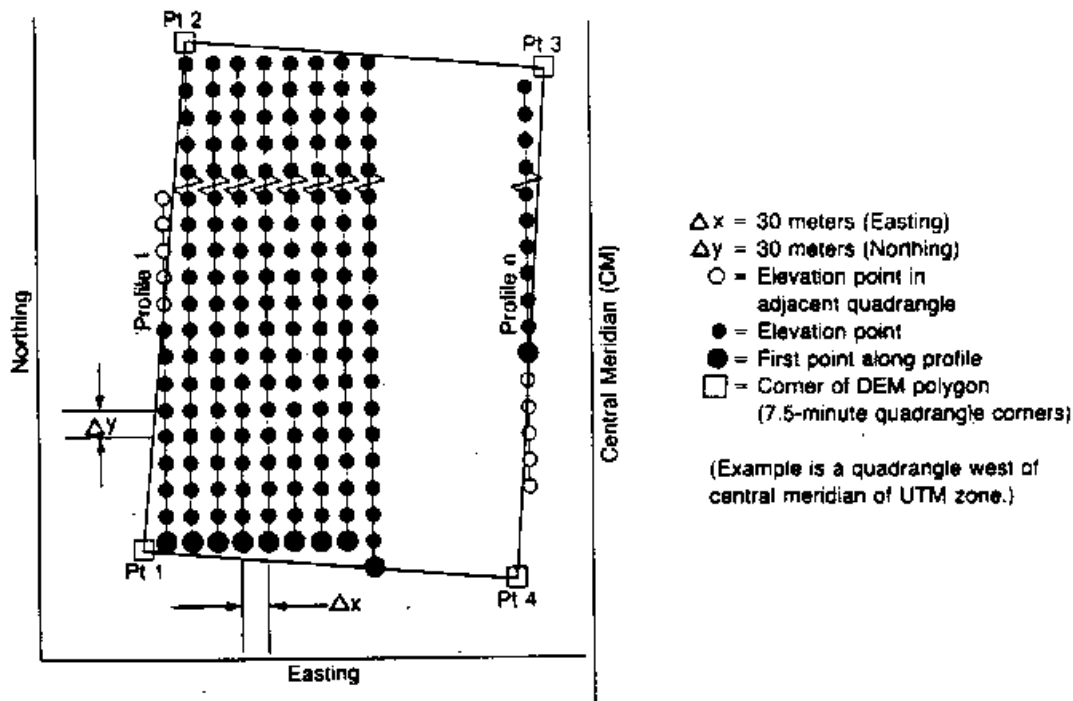 Pt 2
Pt 3
Northing
Profile 1
Profile n
Central Meridian (CM)
Δy
Pt 1
Pt 4
Δx
Easting
Δx = 30 meters (Easting)
Δy = 30 meters (Northing)
= Elevation point in
adjacent quadrangle
= Elevation point
= First point along profile
= Corner of DEM polygon
(7.5-minute quadrangle corners)
(Example is a quadrangle west of
central meridian of UTM zone.)